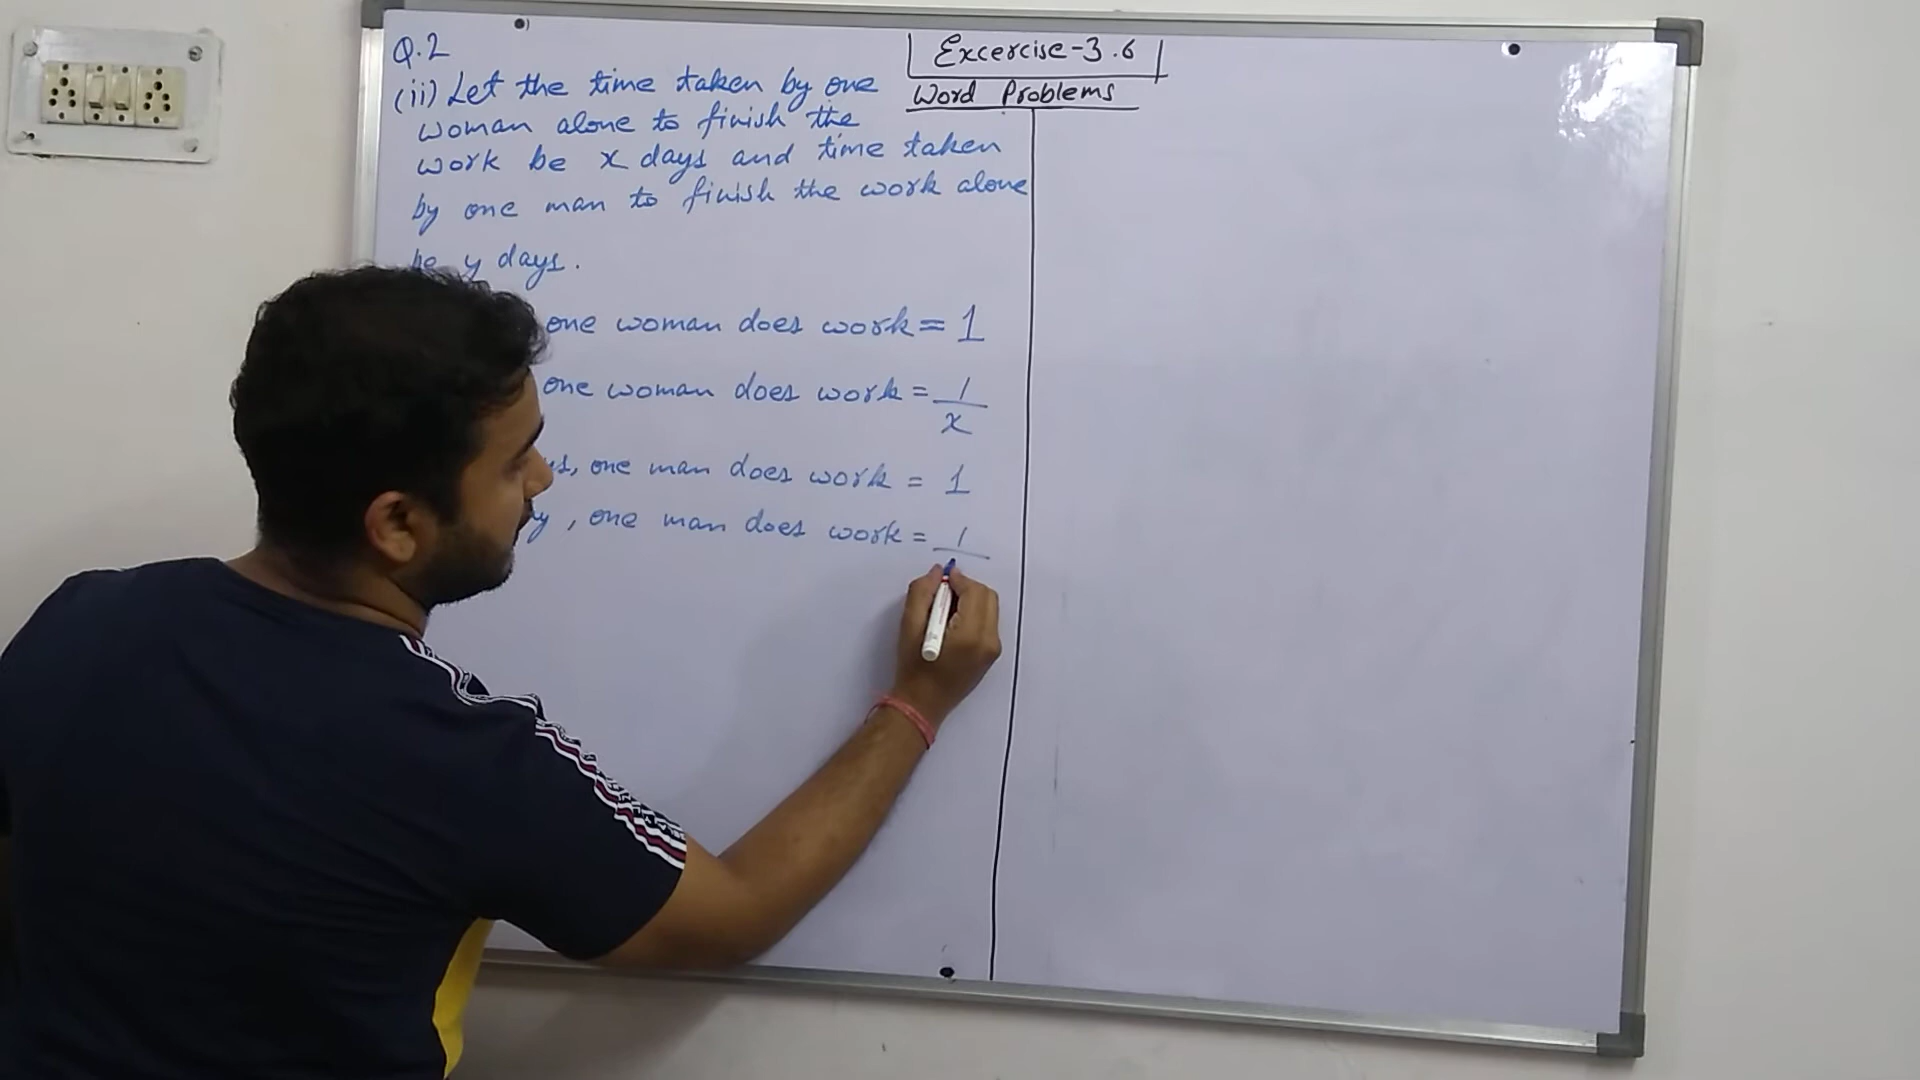 Q.2
Excercise-3.6
Word Problems
(ii) Let the time taken by one
woman alone to finish the
work be x days and time taken
by one man to finish the work alone
be y days.
one woman does work = 1
one woman does work = 1/x
, one man does work = 1
, one man does work = 1